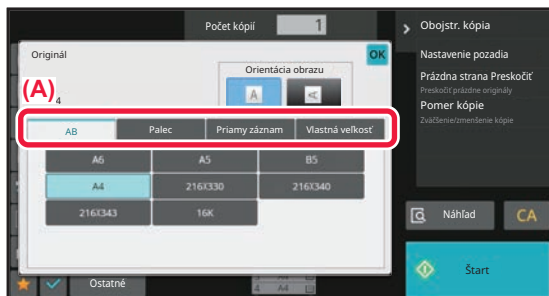 Počet kópií 1
Originál
OK
Orientácia obrazu
A A
(A)
4
AB Palec Priamy záznam Vlastná veľkosť
A6 A5 B5
A4 216X330 216X340
216X343 16K
Ostatné
4 A4
Obojstr. kópia
Nastavenie pozadia
Prázdna strana Preskočiť
Preskočiť prázdne originály
Pomer kópie
Zväčšenie/zmenšenie kópie
Náhľad CA
Štart